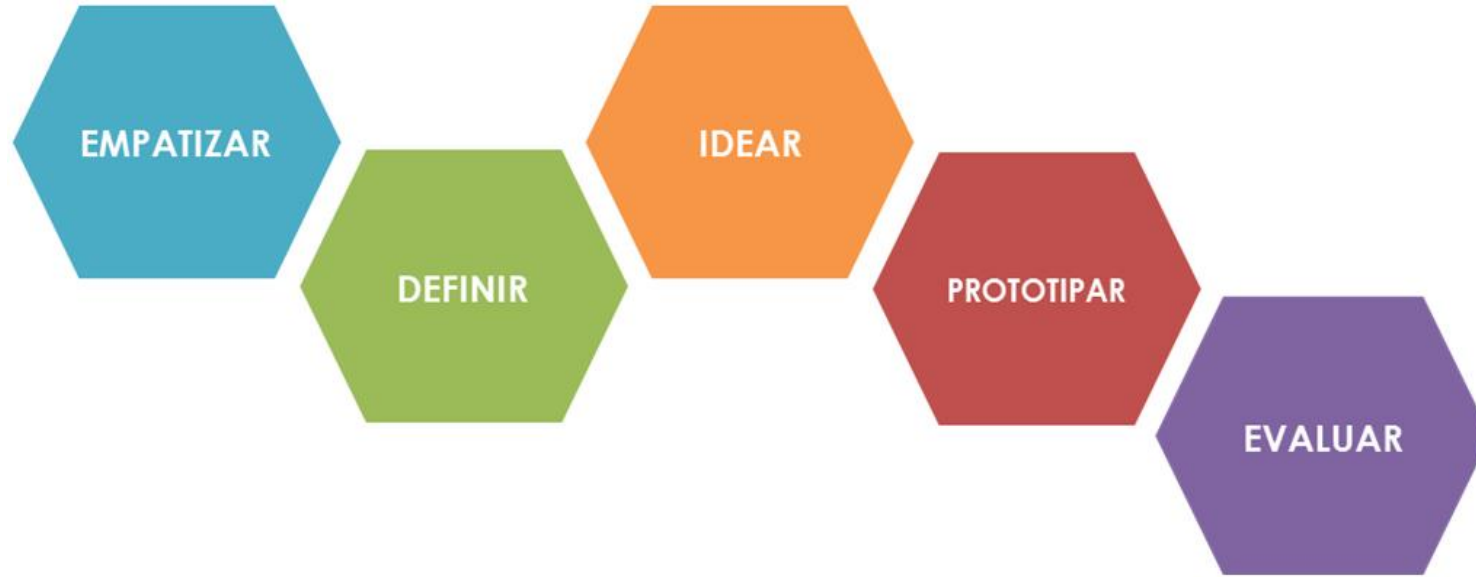 EMPATIZAR
DEFINIR
IDEAR
PROTOTIPAR
EVALUAR